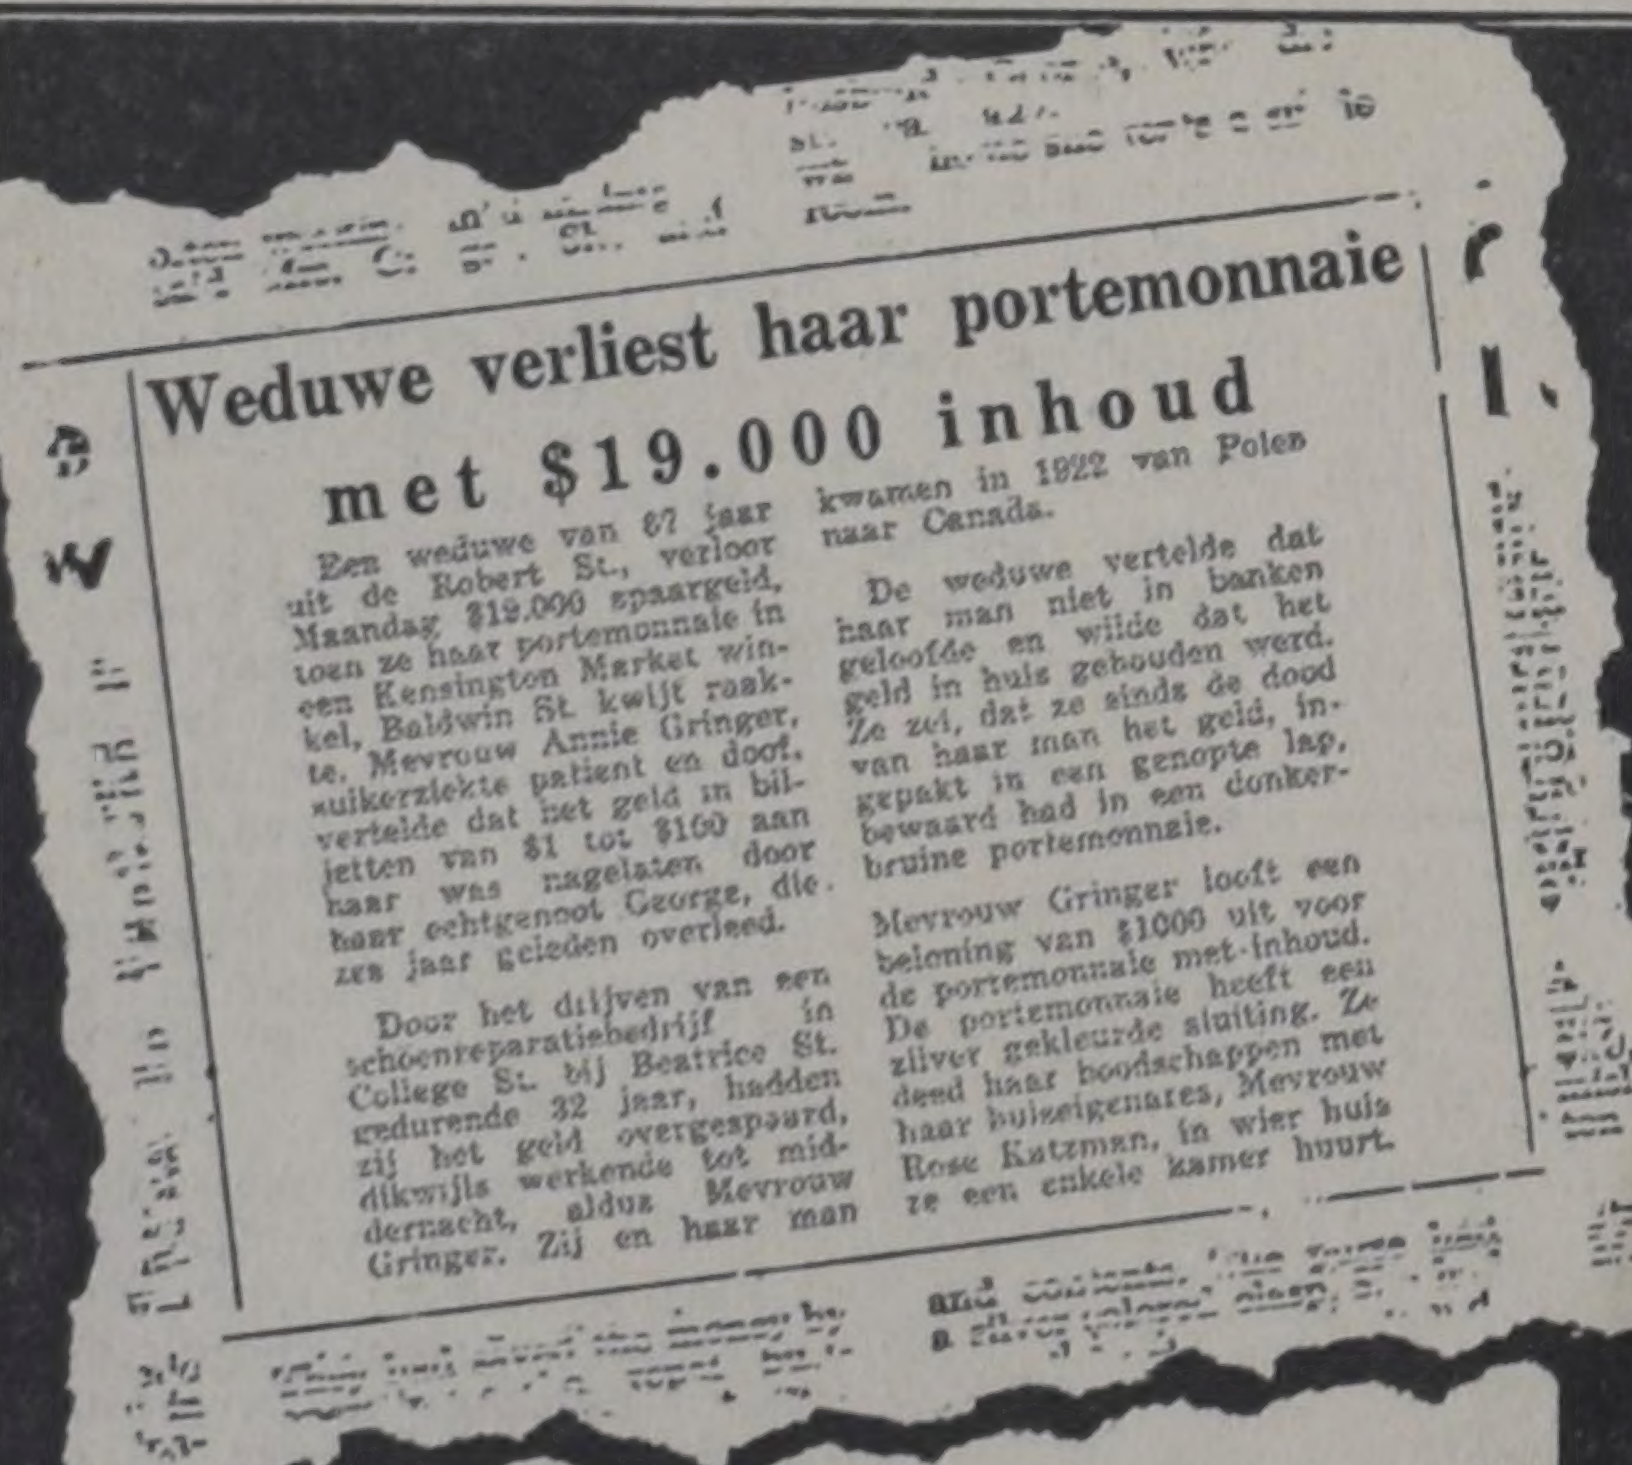 Weduwe verliest haar portemonnaie
met $19.000 inhoud
Een weduwe van 67 jaar
uit de Robert St., verloor
Maandag $19.000 spaargeld,
toen ze haar portemonnaie in
een Kensington Market win-
kel, Baldwin St. kwijt raak-
te. Mevrouw Annie Gringer,
suikerziekte patient en doof,
vertelde dat het geld in bil-
jetten van $1 tot $100 aan
haar was nagelaten door
haar echtgenoot George, die
zes jaar geleden overleed.
Door het drijven van een
schoenreparatiebedrijf in
College St. bij Beatrice St.
gedurende 32 jaar, hadden
zij het geld overgespaard,
dikwijls werkende tot mid-
dernacht, aldus Mevrouw
Gringer. Zij en haar man
kwamen in 1922 van Polen
naar Canada.
De weduwe vertelde dat
haar man niet in banken
geloofde en wilde dat het
geld in huis gehouden werd.
Ze zei, dat ze sinds de dood
van haar man het geld, in-
gepakt in een genopte lap,
bewaard had in een donker-
bruine portemonnaie.
Mevrouw Gringer looft een
beloning van $1000 uit voor
de portemonnaie met inhoud.
De portemonnaie heeft een
zilver gekleurde sluiting. Ze
deed haar boodschappen met
haar huiseigenares, Mevrouw
Rose Katzman, in wier huis
ze een enkele kamer huurt.